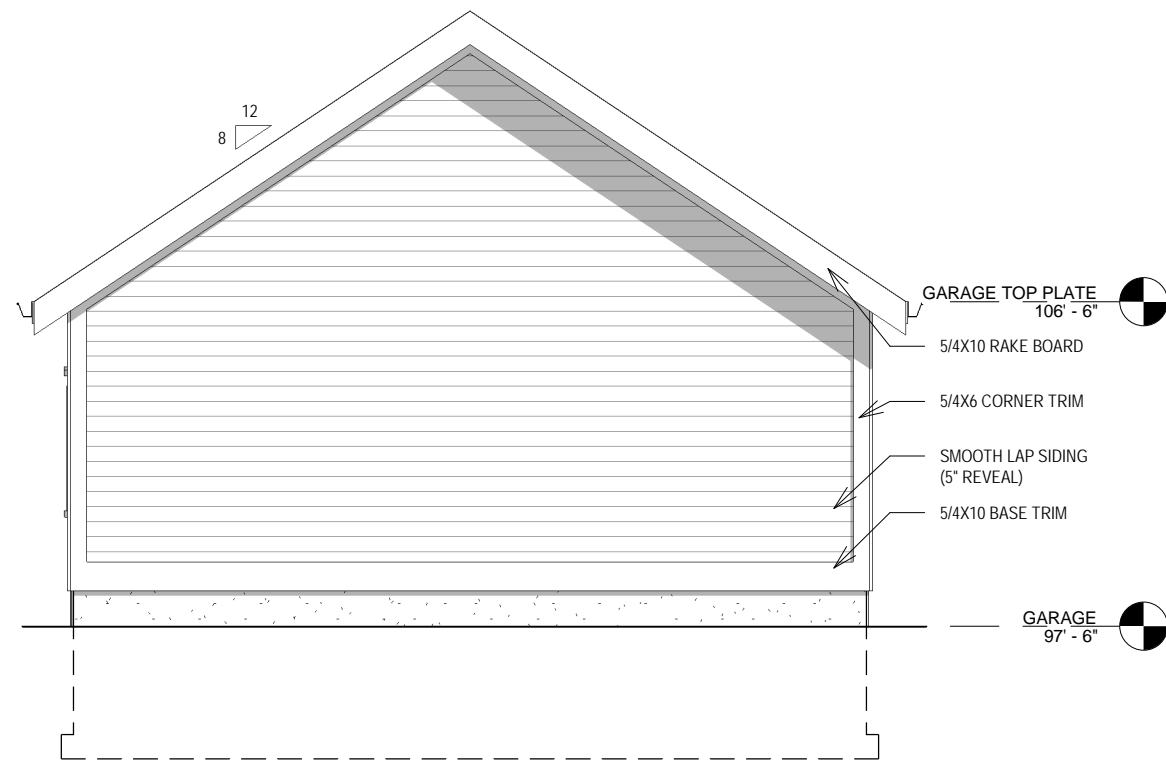 12
8
GARAGE TOP PLATE
106' - 6"
5/4X10 RAKE BOARD
5/4X6 CORNER TRIM
SMOOTH LAP SIDING
(5" REVEAL)
5/4X10 BASE TRIM
GARAGE
97' - 6"